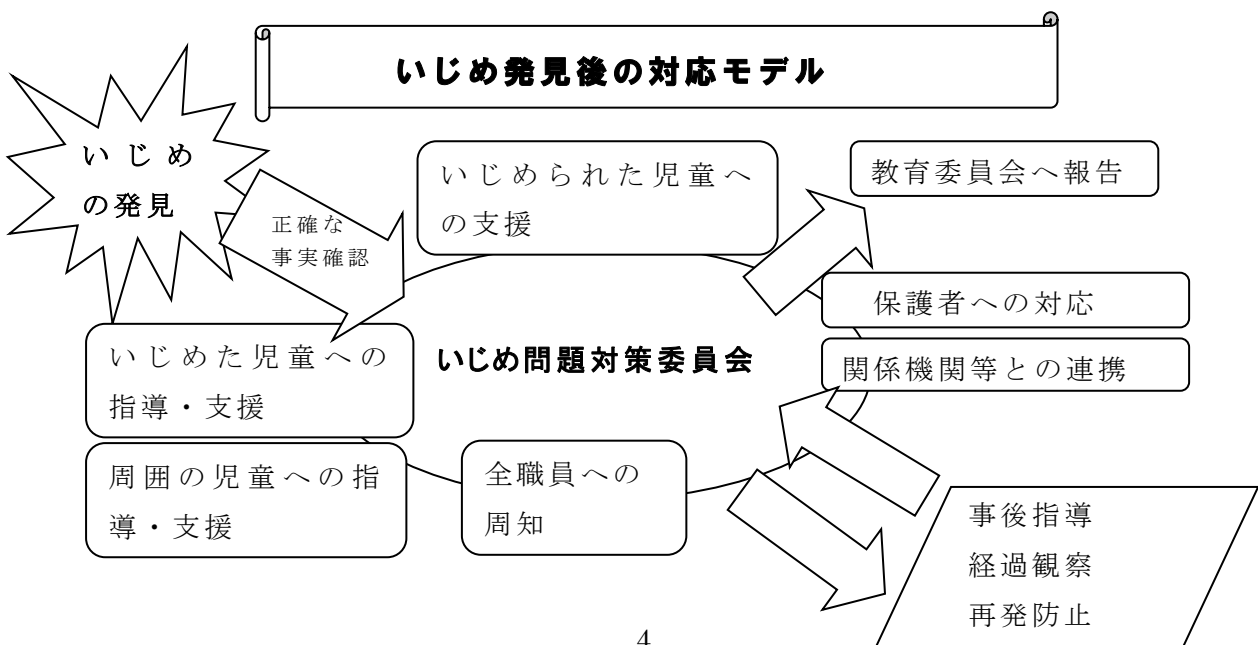 いじめ発見後の対応モデル
いじめ
の発見
正確な
事実確認
いじめられた児童へ
の支援
教育委員会へ報告
保護者への対応
関係機関等との連携
いじめ問題対策委員会
いじめた児童への
指導・支援
周囲の児童への指
導・支援
全職員への
周知
事後指導
経過観察
再発防止
4